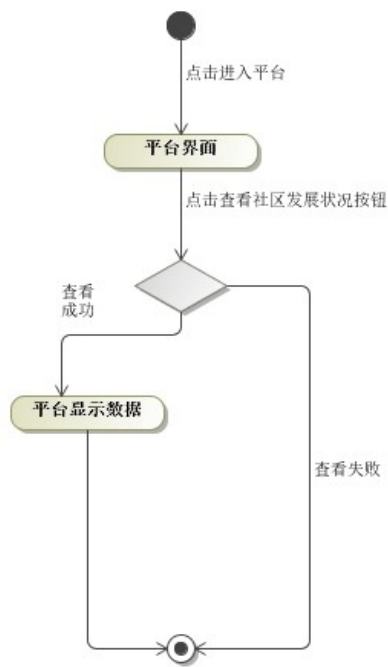 点击进入平台
平台界面
点击查看社区发展状况按钮
查看
成功
平台显示数据
查看失败